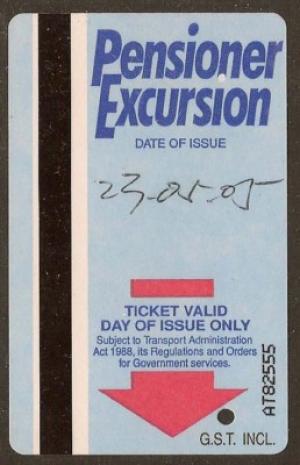 Pensioner
Excursion
DATE OF ISSUE
23-05-05
TICKET VALID
DAY OF ISSUE ONLY
Subject to Transport Administration
Act 1988, its Regulations and Orders
for Government services.
AT82555
G.S.T. INCL.